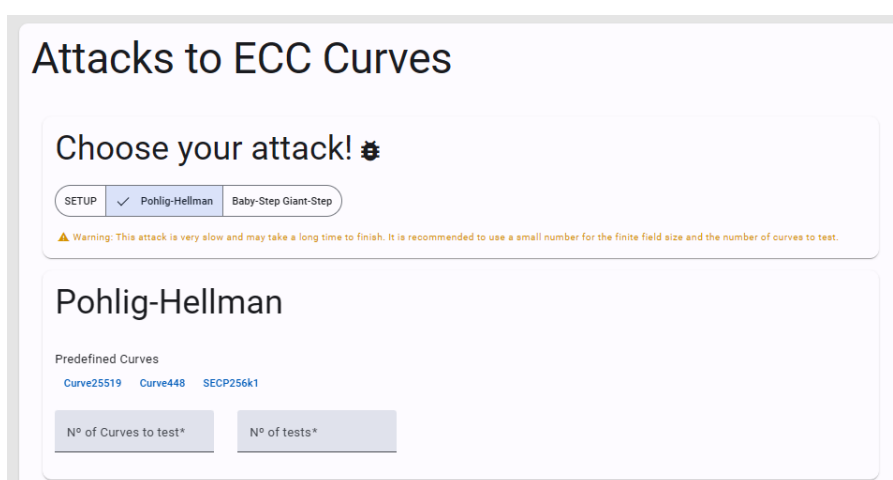 Attacks to ECC Curves
Choose your attack!
SETUP Pohlig-Hellman Baby-Step Giant-Step
Warning: This attack is very slow and may take a long time to finish. It is recommended to use a small number for the finite field size and the number of curves to test.
Pohlig-Hellman
Predefined Curves
Curve25519 Curve448 SECP256k1
Nº of Curves to test* Nº of tests*